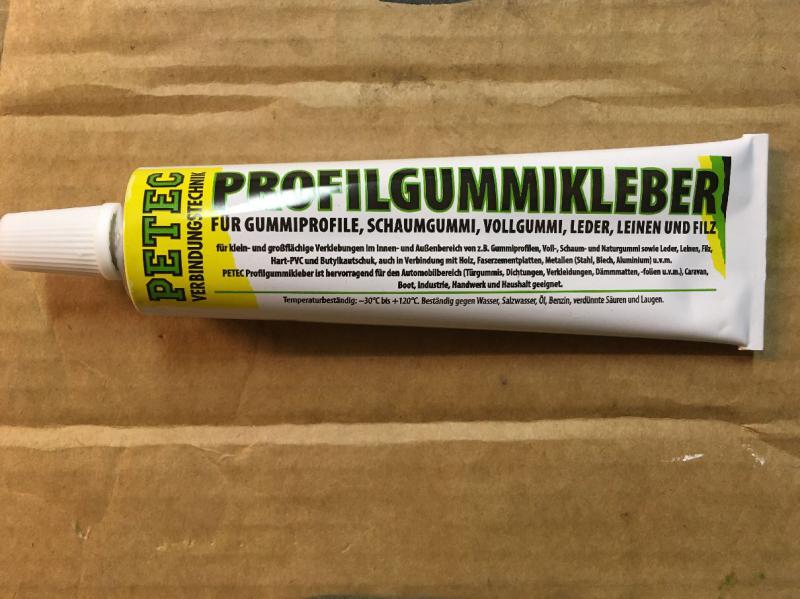 PETEC
VERBINDUNGSTECHNIK
PROFILGUMMIKLEBER
FÜR GUMMIPROFILE, SCHAUMGUMMI, VOLLGUMMI, LEDER, LEINEN UND FILZ
für klein- und großflächige Verklebungen im Innen- und Außenbereich von z.B. Gummiprofilen, Voll-, Schaum- und Naturgummi sowie Leder, Leinen, Filz,
Hart-PVC und Butylkautschuk, auch in Verbindung mit Holz, Faserzementplatten, Metallen (Stahl, Blech, Aluminium) u.v.m.
PETEC Profilgummikleber ist hervorragend für den Automobilbereich (Türgummis, Dichtungen, Verkleidungen, Dämmmatten, -folien u.v.m.), Caravan,
Boot, Industrie, Handwerk und Haushalt geeignet.
Temperaturbeständig: –30°C bis +120°C. Beständig gegen Wasser, Salzwasser, Öl, Benzin, verdünnte Säuren und Laugen.